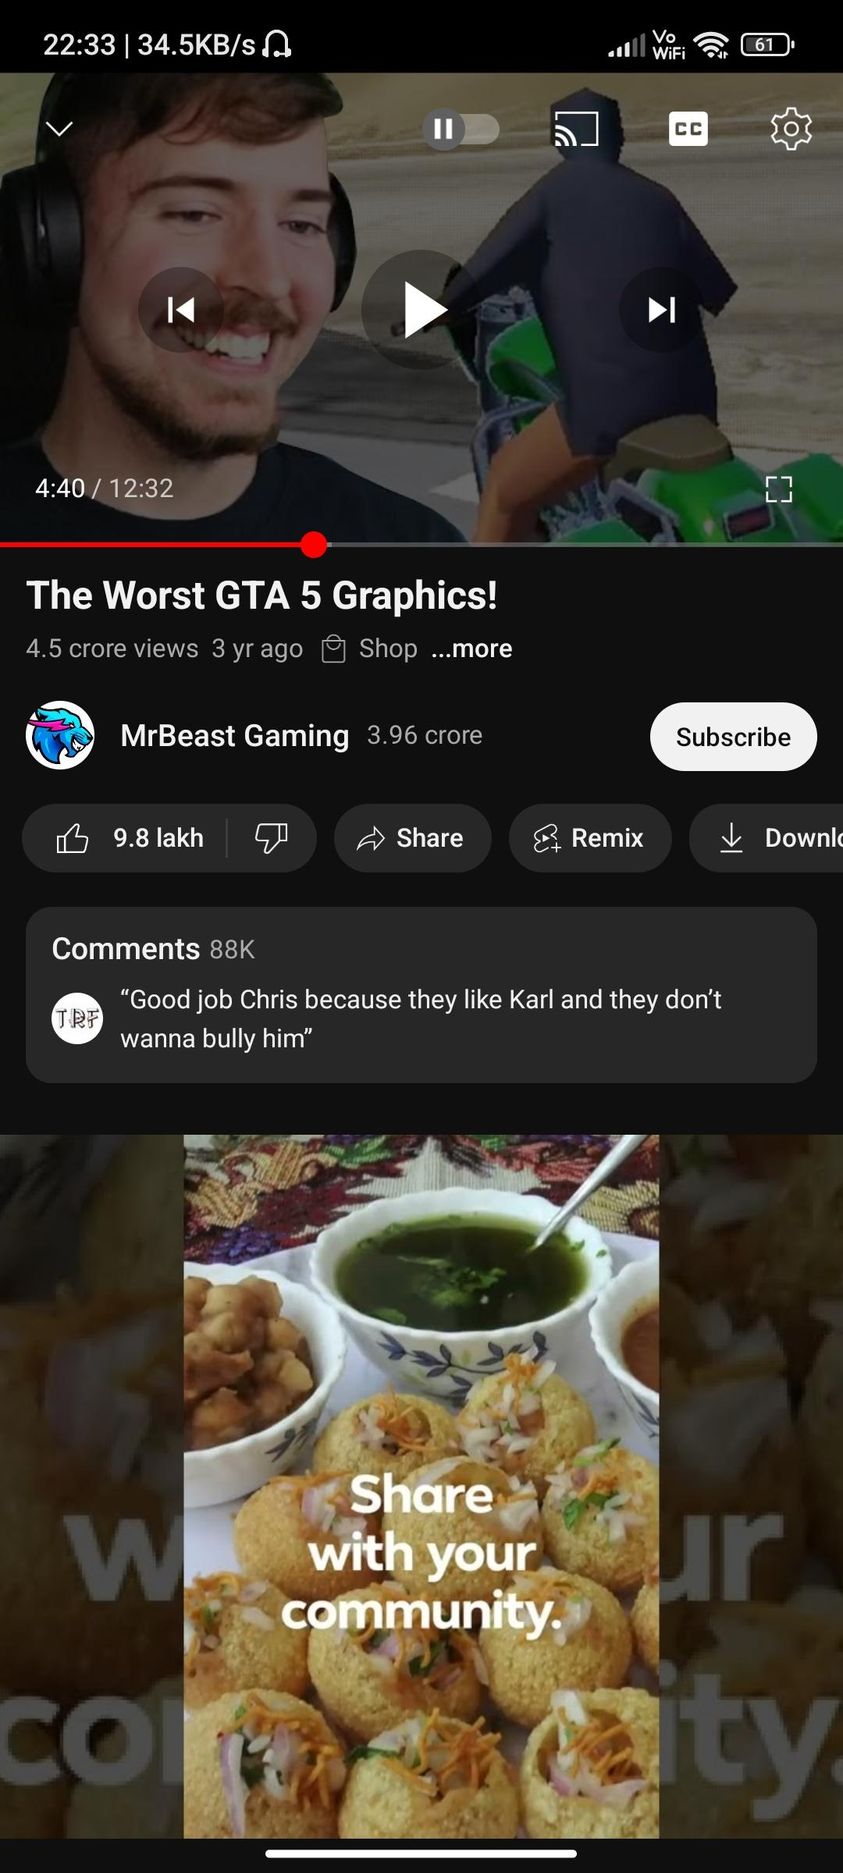 22:33 | 34.5KB/s
Vo
WiFi
61
CC
4:40 / 12:32
The Worst GTA 5 Graphics!
4.5 crore views 3 yr ago Shop ...more
MrBeast Gaming 3.96 crore
Subscribe
9.8 lakh
Share
Remix
Downlo
Comments 88K
TRF
“Good job Chris because they like Karl and they don’t
wanna bully him”
Share
with your
community.